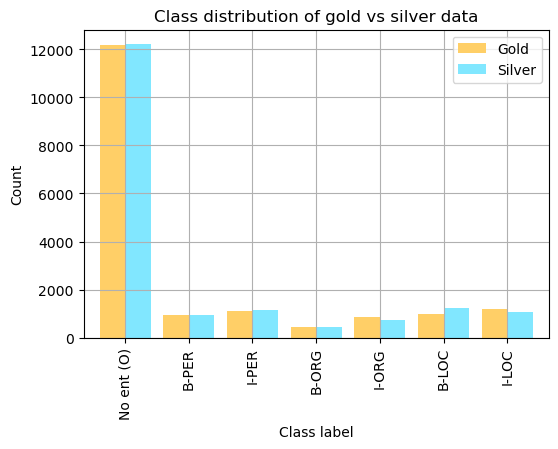 Class distribution of gold vs silver data
Gold
Silver
Count
12000
10000
8000
6000
4000
2000
0
No ent (O)
B-PER
I-PER
B-ORG
I-ORG
B-LOC
I-LOC
Class label